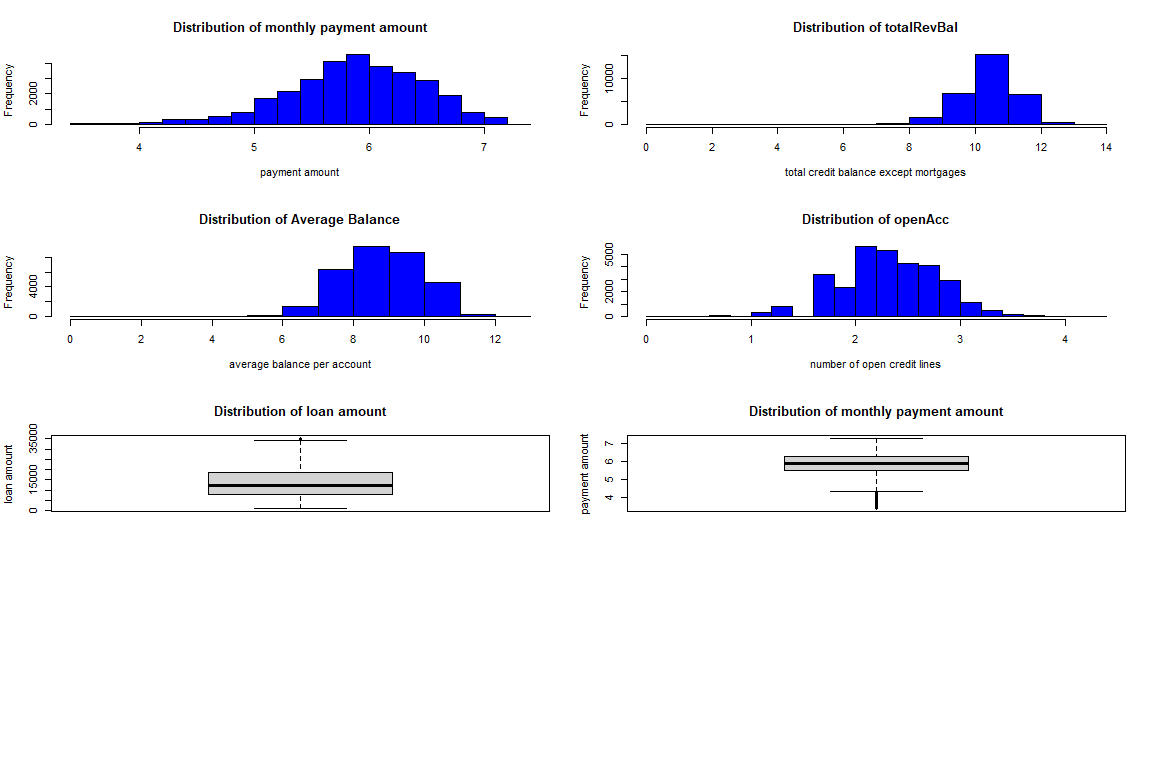 Distribution of monthly payment amount
Frequency
0 2000
4 5 6 7
payment amount
Distribution of totalRevBal
Frequency
0 10000
0 2 4 6 8 10 12 14
total credit balance except mortgages
Distribution of Average Balance
Frequency
0 4000
0 2 4 6 8 10 12
average balance per account
Distribution of openAcc
Frequency
0 2000 5000
0 1 2 3 4
number of open credit lines
Distribution of loan amount
loan amount
0 15000 35000
Distribution of monthly payment amount
payment amount
4 5 6 7